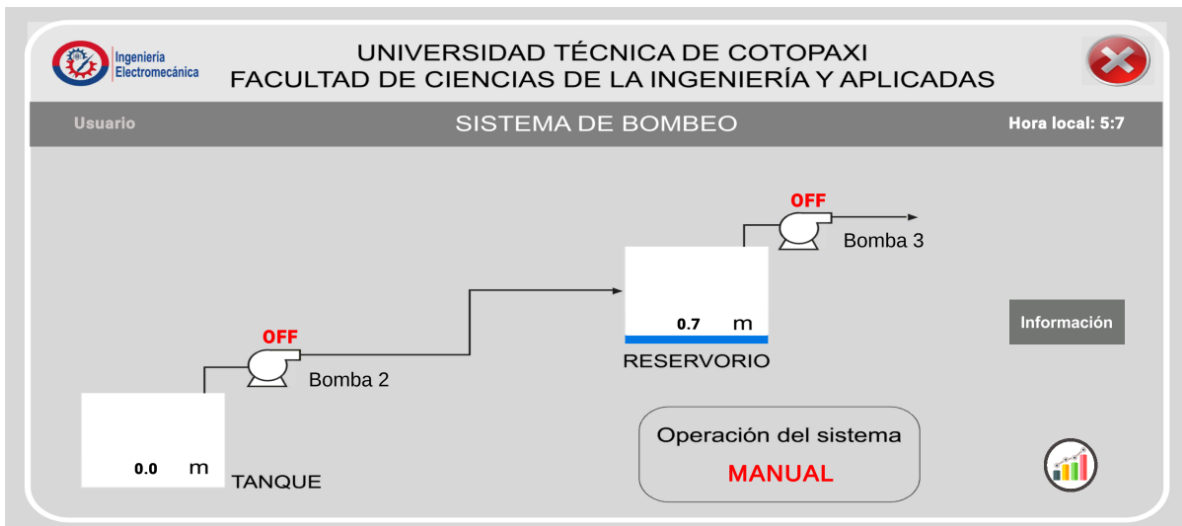 Ingeniería
Electromecánica
UNIVERSIDAD TÉCNICA DE COTOPAXI
FACULTAD DE CIENCIAS DE LA INGENIERÍA Y APLICADAS
Usuario
SISTEMA DE BOMBEO
Hora local: 5:7
OFF
Bomba 3
0.7 m
RESERVORIO
Información
OFF
Bomba 2
0.0 m
TANQUE
Operación del sistema
MANUAL